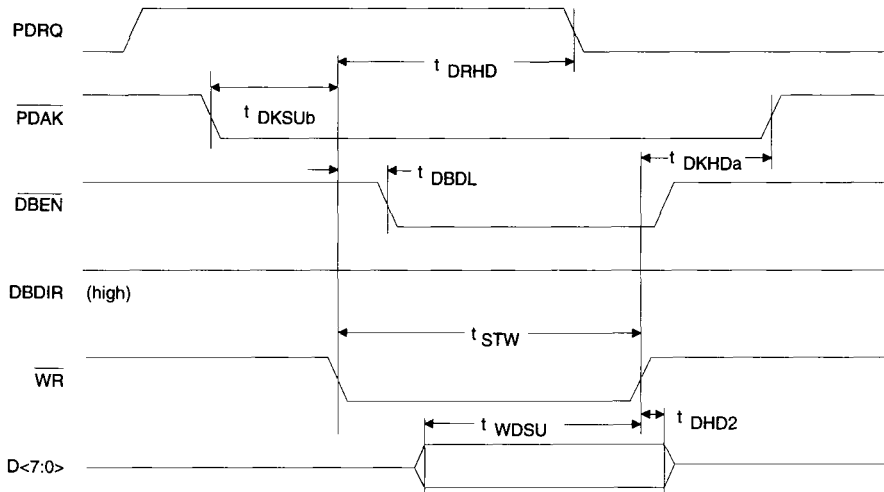 PDRQ
t DRHD
t DKSUb
PDAK
t DKHDa
t DBDL
DBEN
DBDIR (high)
t STW
WR
t DHD2
t WDSU
D<7:0>